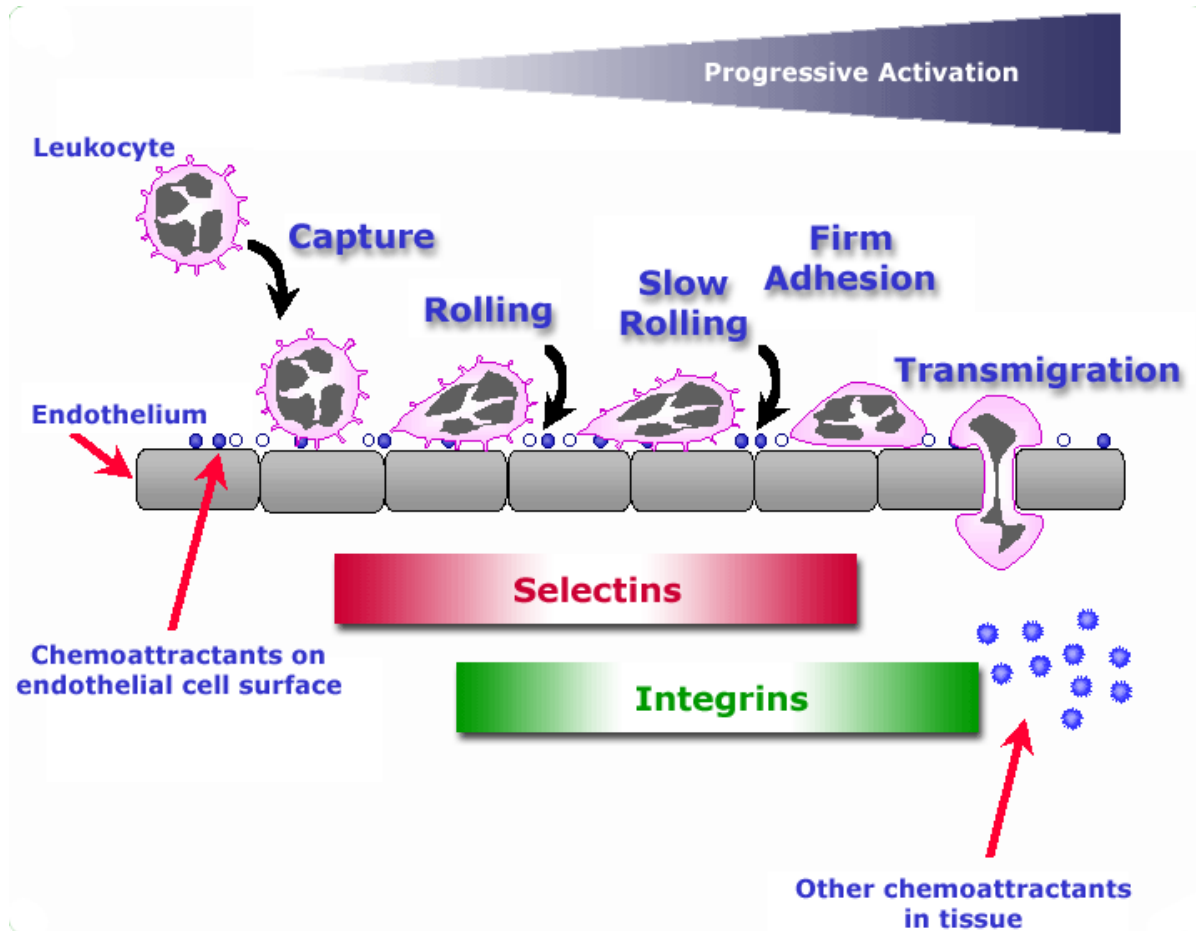 Progressive Activation
Leukocyte
Capture
Firm
Adhesion
Slow
Rolling
Rolling
Transmigration
Endothelium
Selectins
Chemoattractants on
endothelial cell surface
Integrins
Other chemoattractants
in tissue